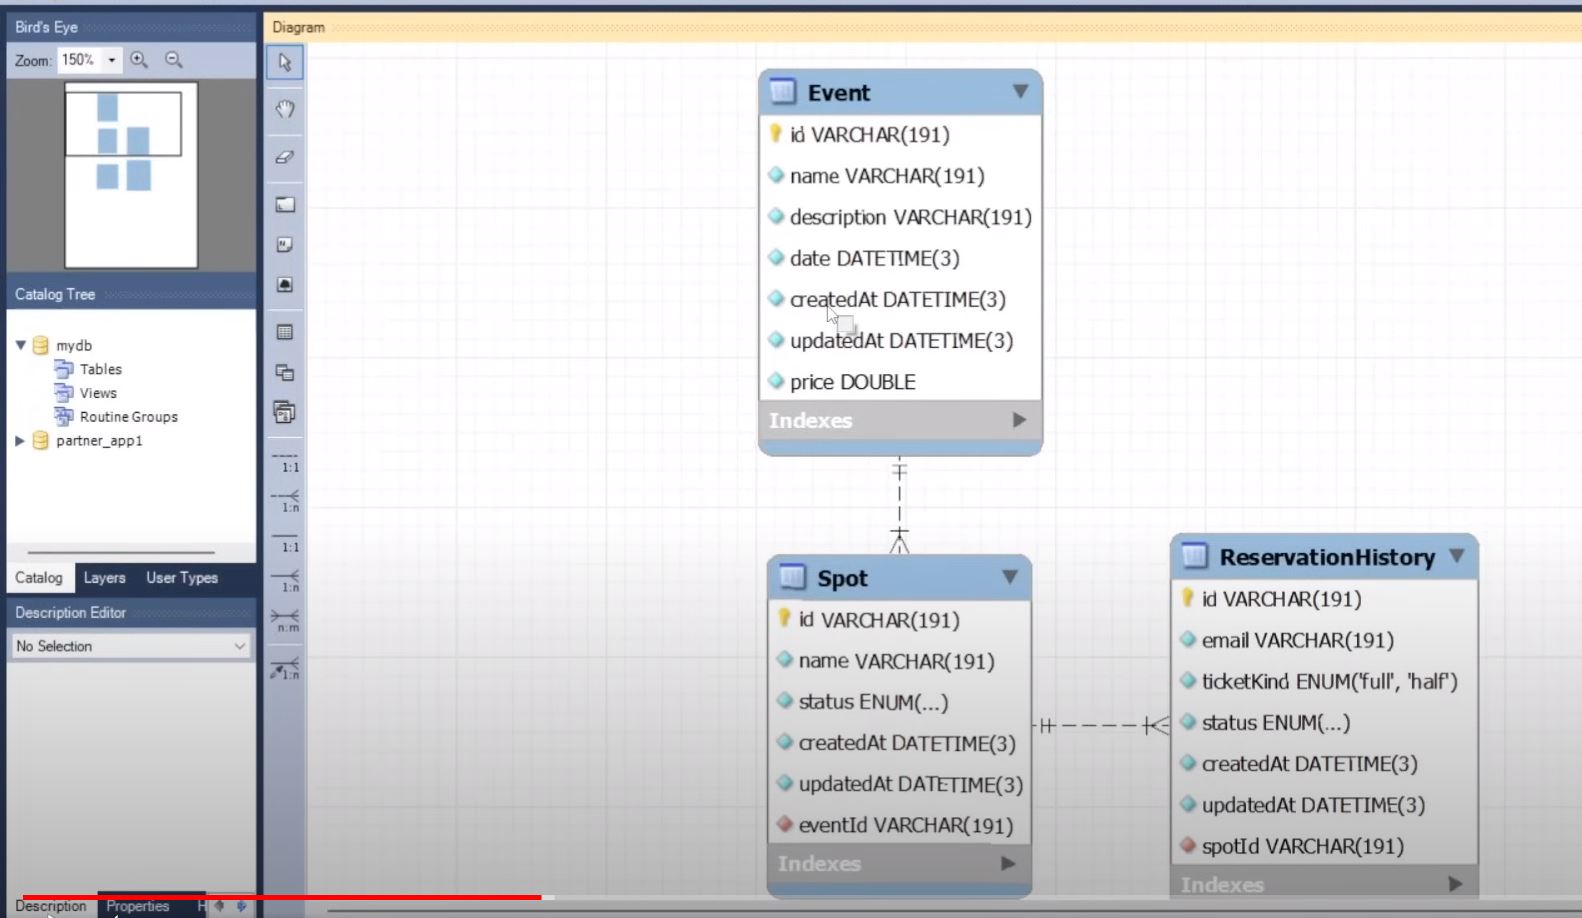 Bird's Eye
Zoom: 150%
Catalog Tree
mydb
Tables
Views
Routine Groups
partner_app1
Catalog Layers User Types
Description Editor
No Selection
Description Properties H
Diagram
1:1
1:n
1:1
1:n
n:m
1:n
Event
id VARCHAR(191)
name VARCHAR(191)
description VARCHAR(191)
date DATETIME(3)
createdAt DATETIME(3)
updatedAt DATETIME(3)
price DOUBLE
Indexes
Spot
id VARCHAR(191)
name VARCHAR(191)
status ENUM(...)
createdAt DATETIME(3)
updatedAt DATETIME(3)
eventId VARCHAR(191)
Indexes
ReservationHistory
id VARCHAR(191)
email VARCHAR(191)
ticketKind ENUM('full', 'half')
status ENUM(...)
createdAt DATETIME(3)
updatedAt DATETIME(3)
spotId VARCHAR(191)
Indexes